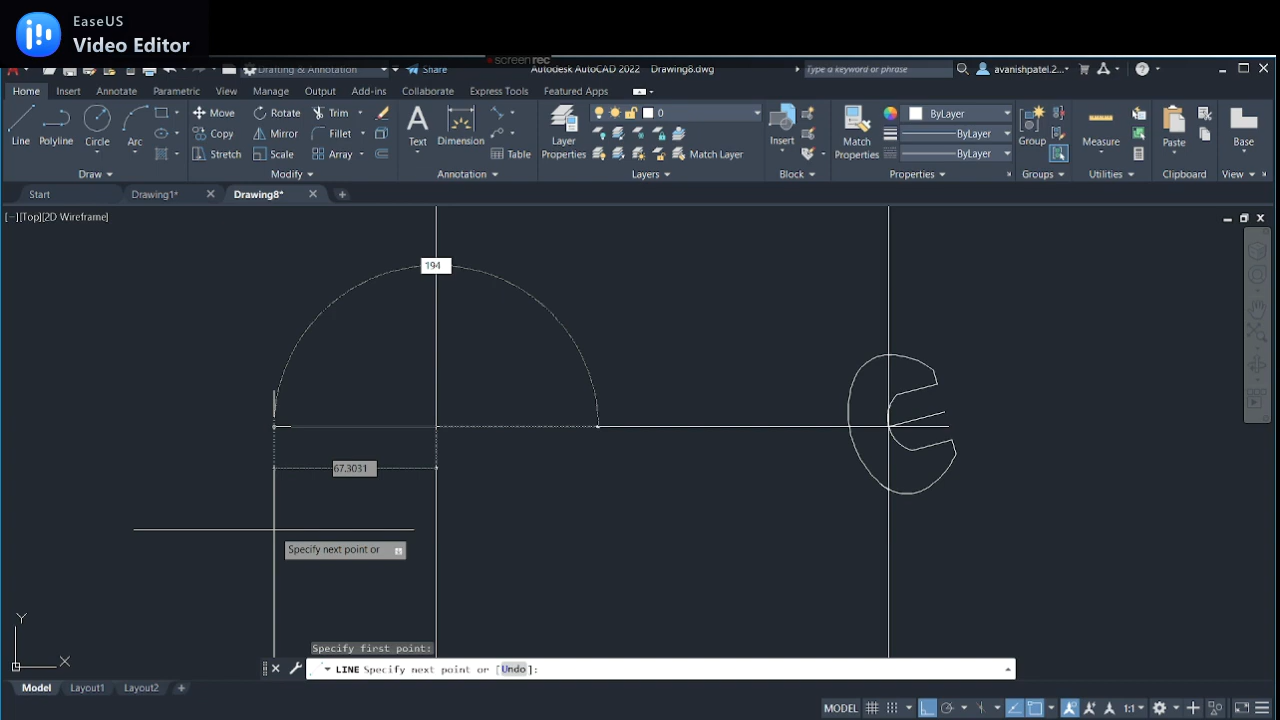 EaseUS
Video Editor
screenrec
Drafting & Annotation
Share
Autodesk AutoCAD 2022 Drawing8.dwg
Type a keyword or phrase
avanishpatel.2...
Home Insert Annotate Parametric View Manage Output Add-ins Collaborate Express Tools Featured Apps
Line Polyline Circle Arc
Move Rotate Trim
Copy Mirror Fillet
Stretch Scale Array
Text Dimension Table
Layer Properties
0
Match Layer
Insert
Match Properties
ByLayer
ByLayer
ByLayer
Group
Measure
Paste
Base
Draw Modify Annotation Layers Block Properties Groups Utilities Clipboard View
Start Drawing1* Drawing8*
[−][Top][2D Wireframe]
194
67.3031
Specify next point or
Y
X
Specify first point:
LINE Specify next point or [Undo]:
Model Layout1 Layout2
MODEL 1:1